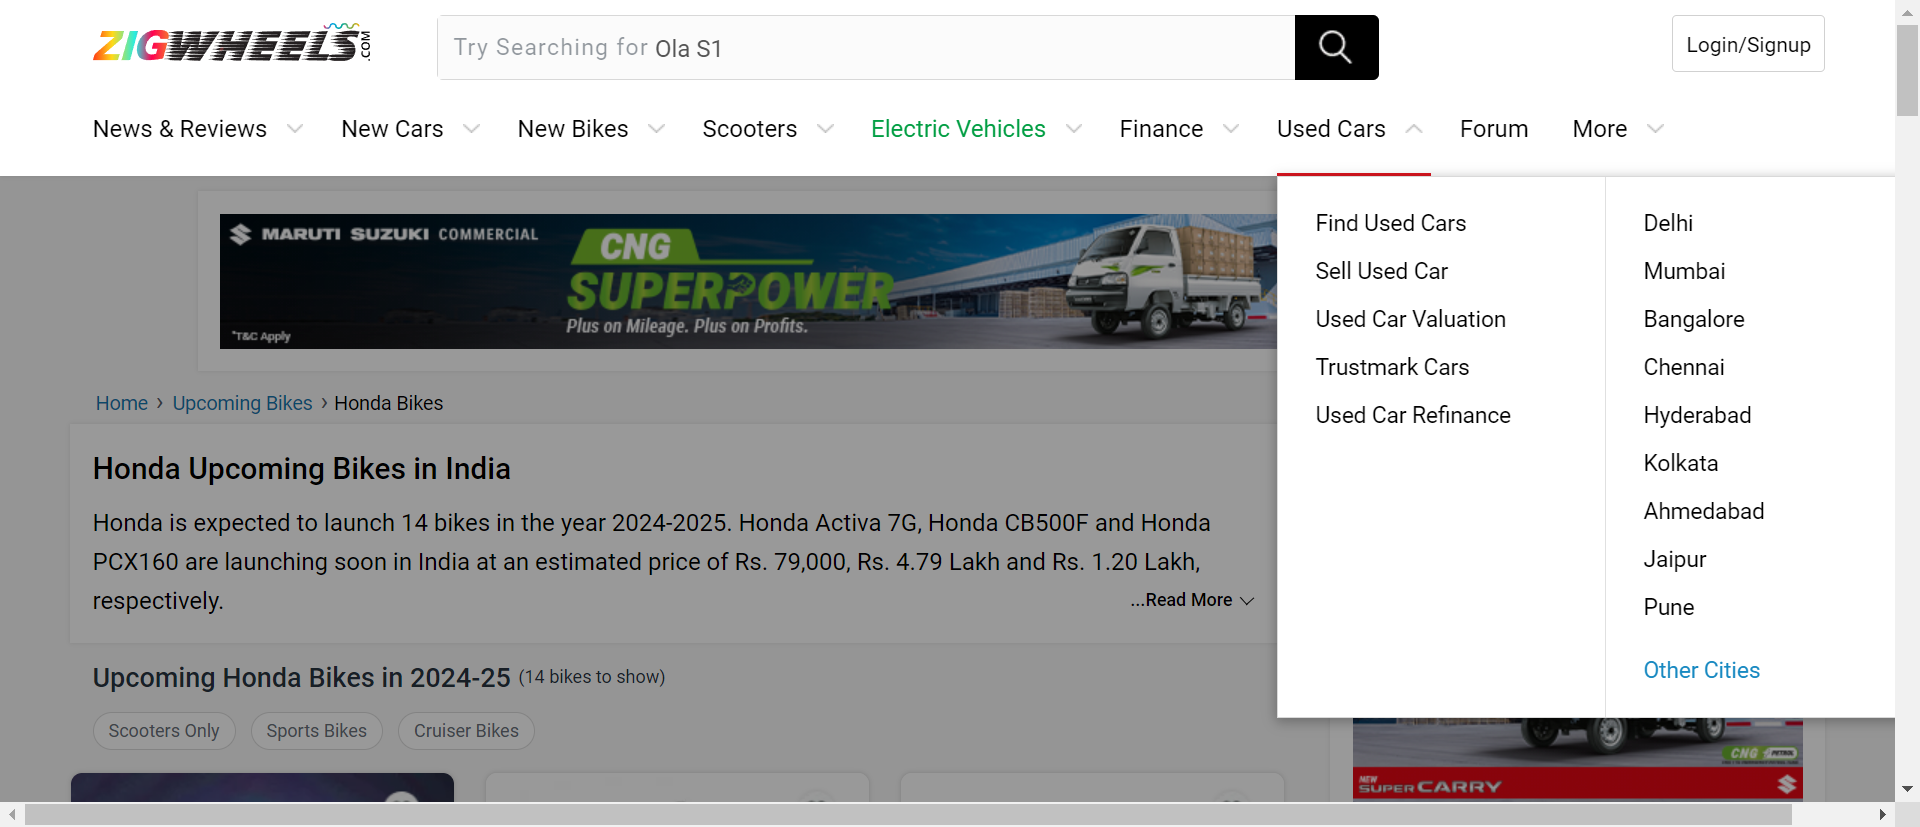 ZIGWHEELS.COM
Try Searching for Ola S1
Login/Signup
News & Reviews
New Cars
New Bikes
Scooters
Electric Vehicles
Finance
Used Cars
Forum
More
MARUTI SUZUKI COMMERCIAL
CNG
SUPERPOWER
Plus on Mileage. Plus on Profits.
*T&C Apply
Find Used Cars
Sell Used Car
Used Car Valuation
Trustmark Cars
Used Car Refinance
Delhi
Mumbai
Bangalore
Chennai
Hyderabad
Kolkata
Ahmedabad
Jaipur
Pune
Other Cities
Home › Upcoming Bikes › Honda Bikes
Honda Upcoming Bikes in India
Honda is expected to launch 14 bikes in the year 2024-2025. Honda Activa 7G, Honda CB500F and Honda
PCX160 are launching soon in India at an estimated price of Rs. 79,000, Rs. 4.79 Lakh and Rs. 1.20 Lakh,
respectively.
...Read More
Upcoming Honda Bikes in 2024-25 (14 bikes to show)
Scooters Only
Sports Bikes
Cruiser Bikes
CNG + PETROL
NEW
SUPER CARRY